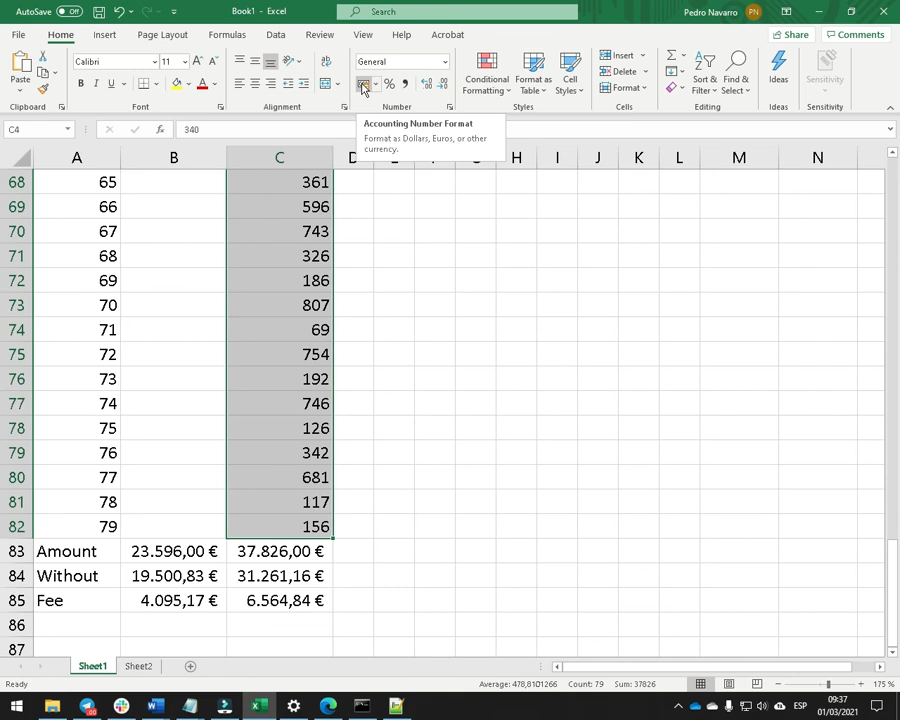 AutoSave Off Book1 - Excel Search Pedro Navarro PN
File Home Insert Page Layout Formulas Data Review View Help Acrobat Share Comments
Paste Calibri 11 General Conditional Formatting Format as Table Cell Styles Insert Delete Format Sort & Filter Find & Select Ideas Sensitivity
Clipboard Font Alignment Number Styles Cells Editing Ideas Sensitivity
C4 fx 340
Accounting Number Format
Format as Dollars, Euros, or other
currency.
A B C D E F G H I J K L M N
68 65 361
69 66 596
70 67 743
71 68 326
72 69 186
73 70 807
74 71 69
75 72 754
76 73 192
77 74 746
78 75 126
79 76 342
80 77 681
81 78 117
82 79 156
83 Amount 23.596,00 € 37.826,00 €
84 Without 19.500,83 € 31.261,16 €
85 Fee 4.095,17 € 6.564,84 €
86
87
Sheet1 Sheet2
Ready Average: 478,8101266 Count: 79 Sum: 37826 175 %
ESP 09:37
01/03/2021